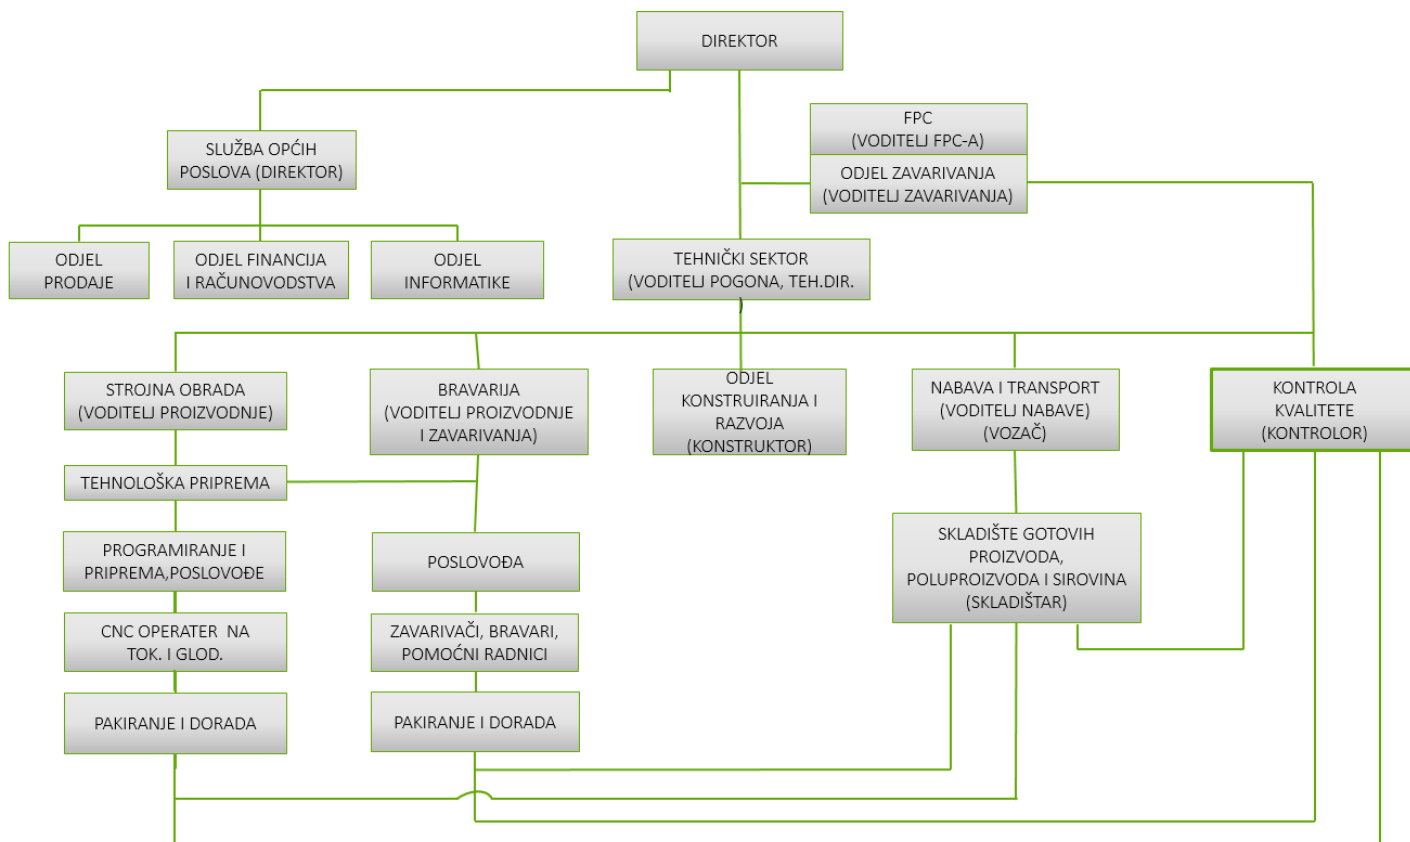 DIREKTOR
FPC
(VODITELJ FPC-A)
SLUŽBA OPĆIH
POSLOVA (DIREKTOR)
ODJEL ZAVARIVANJA
(VODITELJ ZAVARIVANJA)
ODJEL
PRODAJE
ODJEL FINANCIJA
I RAČUNOVODSTVA
ODJEL
INFORMATIKE
TEHNIČKI SEKTOR
(VODITELJ POGONA, TEH.DIR.
)
STROJNA OBRADA
(VODITELJ PROIZVODNJE)
BRAVARIJA
(VODITELJ PROIZVODNJE
I ZAVARIVANJA)
ODJEL
KONSTRUIRANJA I
RAZVOJA
(KONSTRUKTOR)
NABAVA I TRANSPORT
(VODITELJ NABAVE)
(VOZAČ)
KONTROLA
KVALITETE
(KONTROLOR)
TEHNOLOŠKA PRIPREMA
PROGRAMIRANJE I
PRIPREMA,POSLOVOĐE
POSLOVOĐA
SKLADIŠTE GOTOVIH
PROIZVODA,
POLUPROIZVODA I SIROVINA
(SKLADIŠTAR)
CNC OPERATER  NA
TOK. I GLOD.
ZAVARIVAČI, BRAVARI,
POMOĆNI RADNICI
PAKIRANJE I DORADA
PAKIRANJE I DORADA